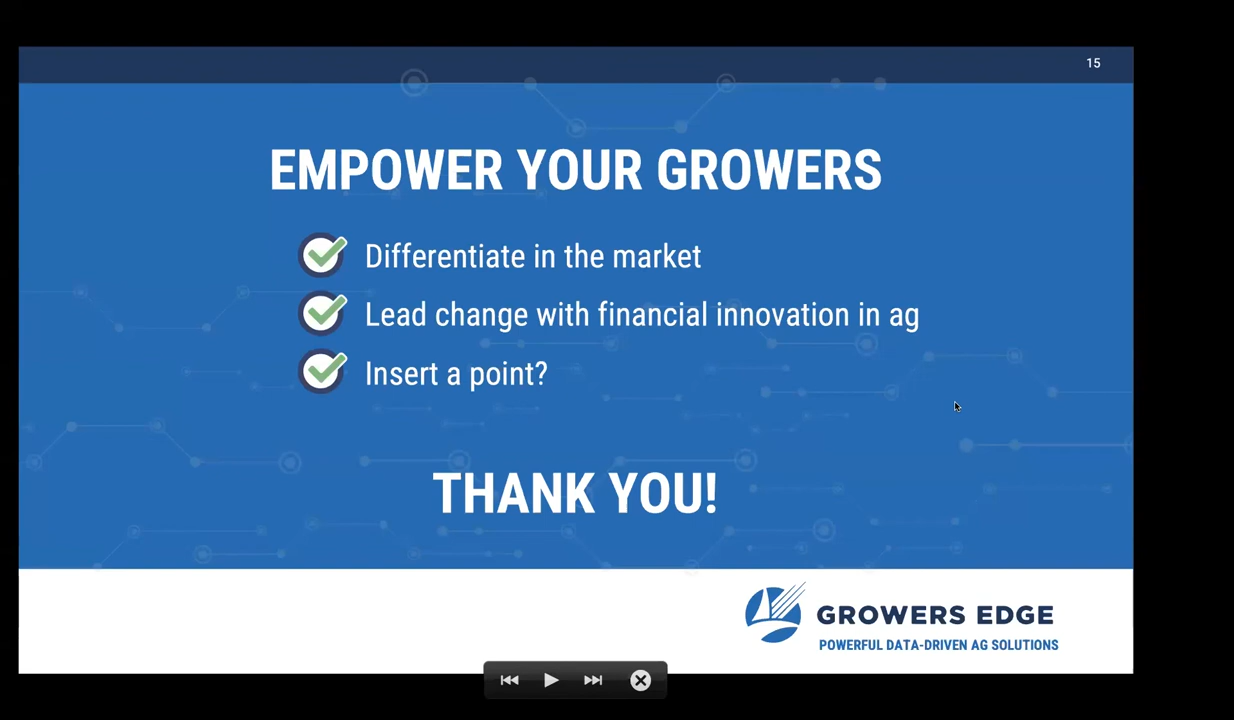 15
EMPOWER YOUR GROWERS
Differentiate in the market
Lead change with financial innovation in ag
Insert a point?
THANK YOU!
GROWERS EDGE
POWERFUL DATA-DRIVEN AG SOLUTIONS